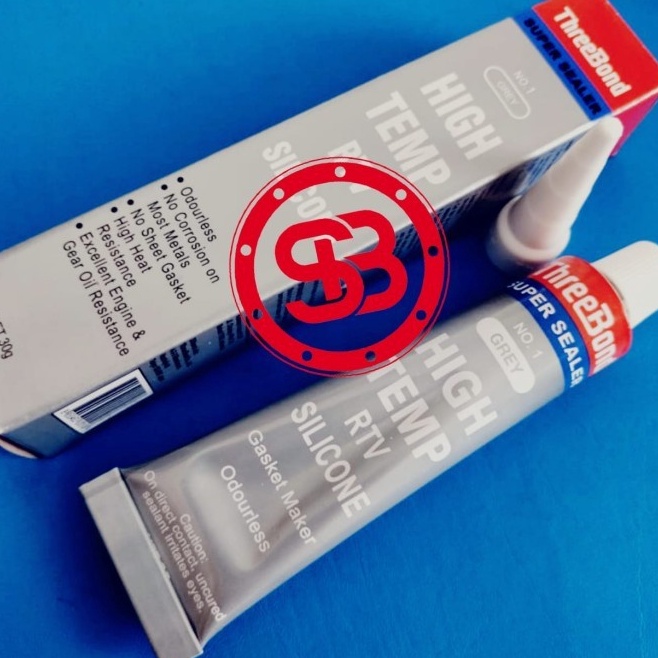 ThreeBond
SUPER SEALER
NO.1
GREY
HIGH
TEMP
Odourless
No Corrosion on
Most Metals
No Sheet Gasket
High Heat
Resistance
Excellent Engine &
Gear Oil Resistance
30g
SB
ThreeBond
SUPER SEALER
NO.1
GREY
HIGH
TEMP
RTV
SILICONE
Gasket Maker
Odourless
Caution:
On direct contact, uncured
sealant irritates eyes.